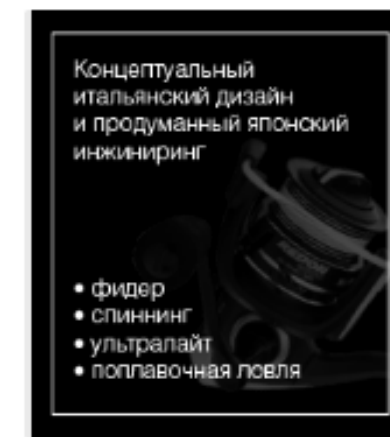 Концептуальный
итальянский дизайн
и продуманный японский
инжиниринг
• фидер
• спиннинг
• ультралайт
• поплавочная ловля